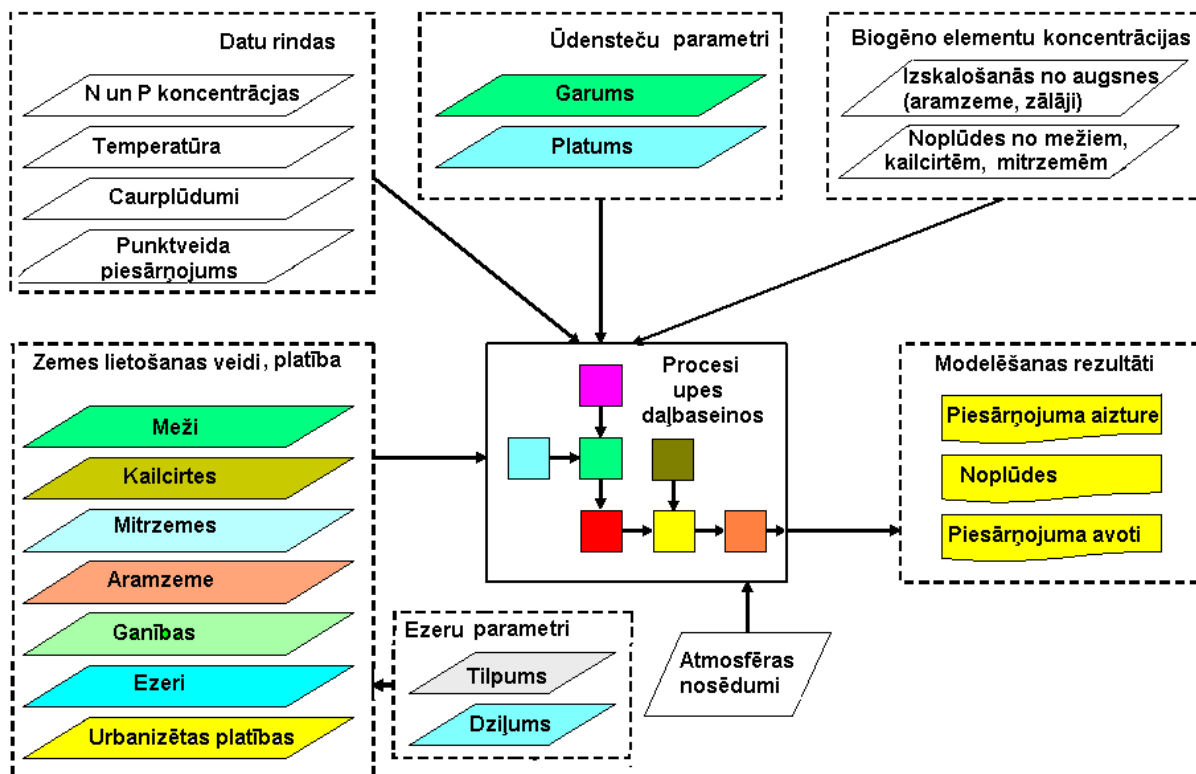 Datu rindas
N un P koncentrācjas
Temperatūra
Caurplūdumi
Punktveida
piesārņojums
Ūdensteču parametri
Garums
Platums
Biogēno elementu koncentrācijas
Izskalošanās no augsnes
(aramzeme, zālāji)
Noplūdes no mežiem,
kailcirtēm, mitrzemēm
Zemes lietošanas veidi, platība
Meži
Kailcirtes
Mitrzemes
Aramzeme
Ganības
Ezeri
Urbanizētas platības
Procesi
upes
daļbaseinos
Ezeru parametri
Tilpums
Dziļums
Atmosfēras
nosēdumi
Modelēšanas rezultāti
Piesārņojuma aizture
Noplūdes
Piesārņojuma avoti